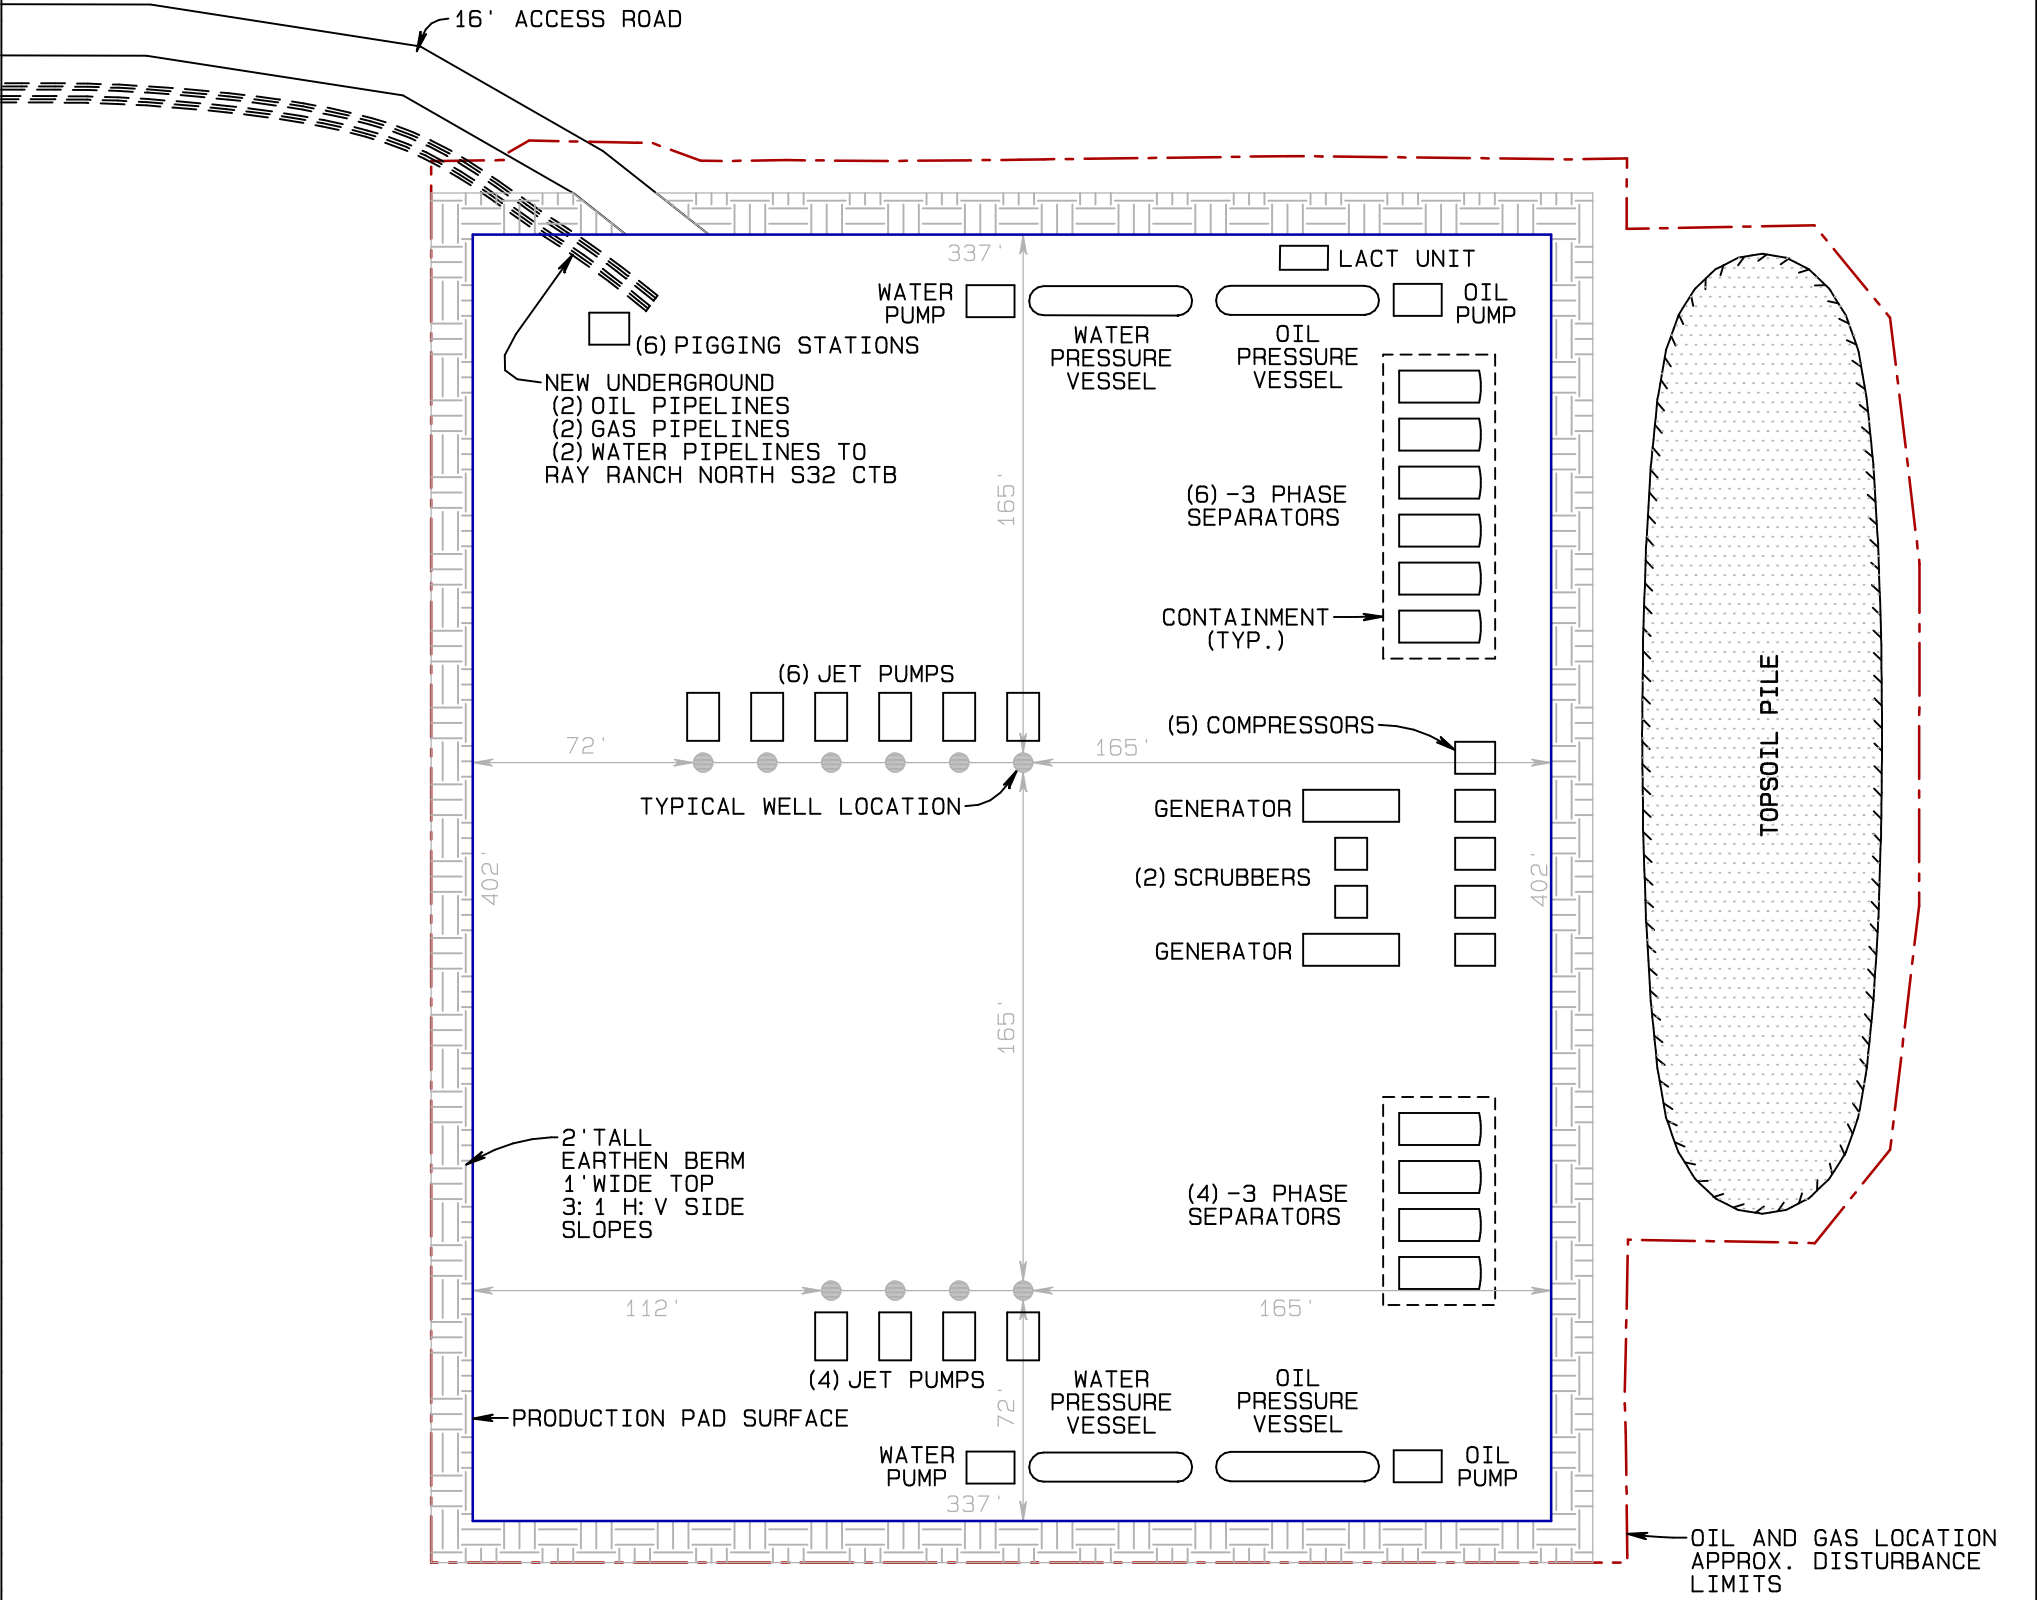 16' ACCESS ROAD
337'
LACT UNIT
WATER
PUMP
OIL
PUMP
WATER
PRESSURE
VESSEL
OIL
PRESSURE
VESSEL
(6) PIGGING STATIONS
NEW UNDERGROUND
(2) OIL PIPELINES
(2) GAS PIPELINES
(2) WATER PIPELINES TO
RAY RANCH NORTH S32 CTB
165'
(6)-3 PHASE
SEPARATORS
CONTAINMENT
(TYP.)
(6) JET PUMPS
72'
165'
(5) COMPRESSORS
TYPICAL WELL LOCATION
GENERATOR
402'
(2) SCRUBBERS
402'
GENERATOR
TOPSOIL PILE
165'
2' TALL
EARTHEN BERM
1' WIDE TOP
3:1 H:V SIDE
SLOPES
(4)-3 PHASE
SEPARATORS
112'
165'
(4) JET PUMPS
72'
WATER
PRESSURE
VESSEL
OIL
PRESSURE
VESSEL
PRODUCTION PAD SURFACE
WATER
PUMP
OIL
PUMP
337'
OIL AND GAS LOCATION
APPROX. DISTURBANCE
LIMITS